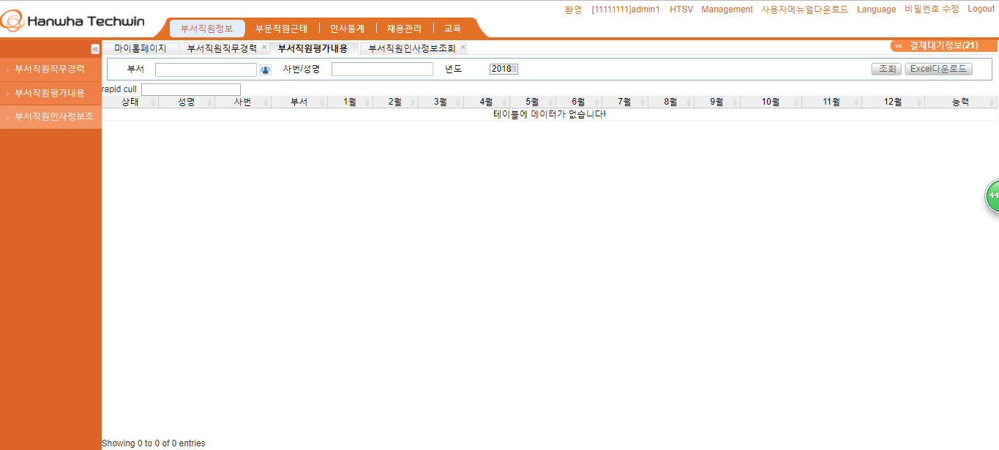 환영 [11111111]admin1 HTSV Management 사용자메뉴얼다운로드 Language 비밀번호 수정 Logout
Hanwha Techwin
부서직원정보 부문직원근태 인사통계 채용관리 교육
« 마이홈페이지 부서직원직무경력 × 부서직원평가내용 부서직원인사정보조회 × « 결재대기정보(21)
부서직원직무경력
부서직원평가내용
부서직원인사정보조
부서 사번/성명 년도 2018 조회 Excel다운로드
rapid cull
상태 성명 사번 부서 1월 2월 3월 4월 5월 6월 7월 8월 9월 10월 11월 12월 능력
테이블에 데이터가 없습니다!
44
Showing 0 to 0 of 0 entries